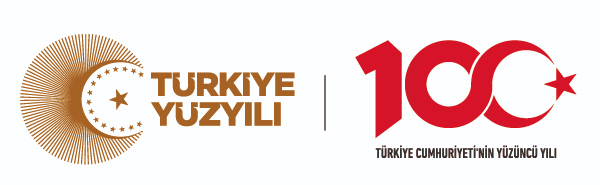 TÜRKİYE
YÜZYILI
100
TÜRKİYE CUMHURİYETİ'NİN YÜZÜNCÜ YILI